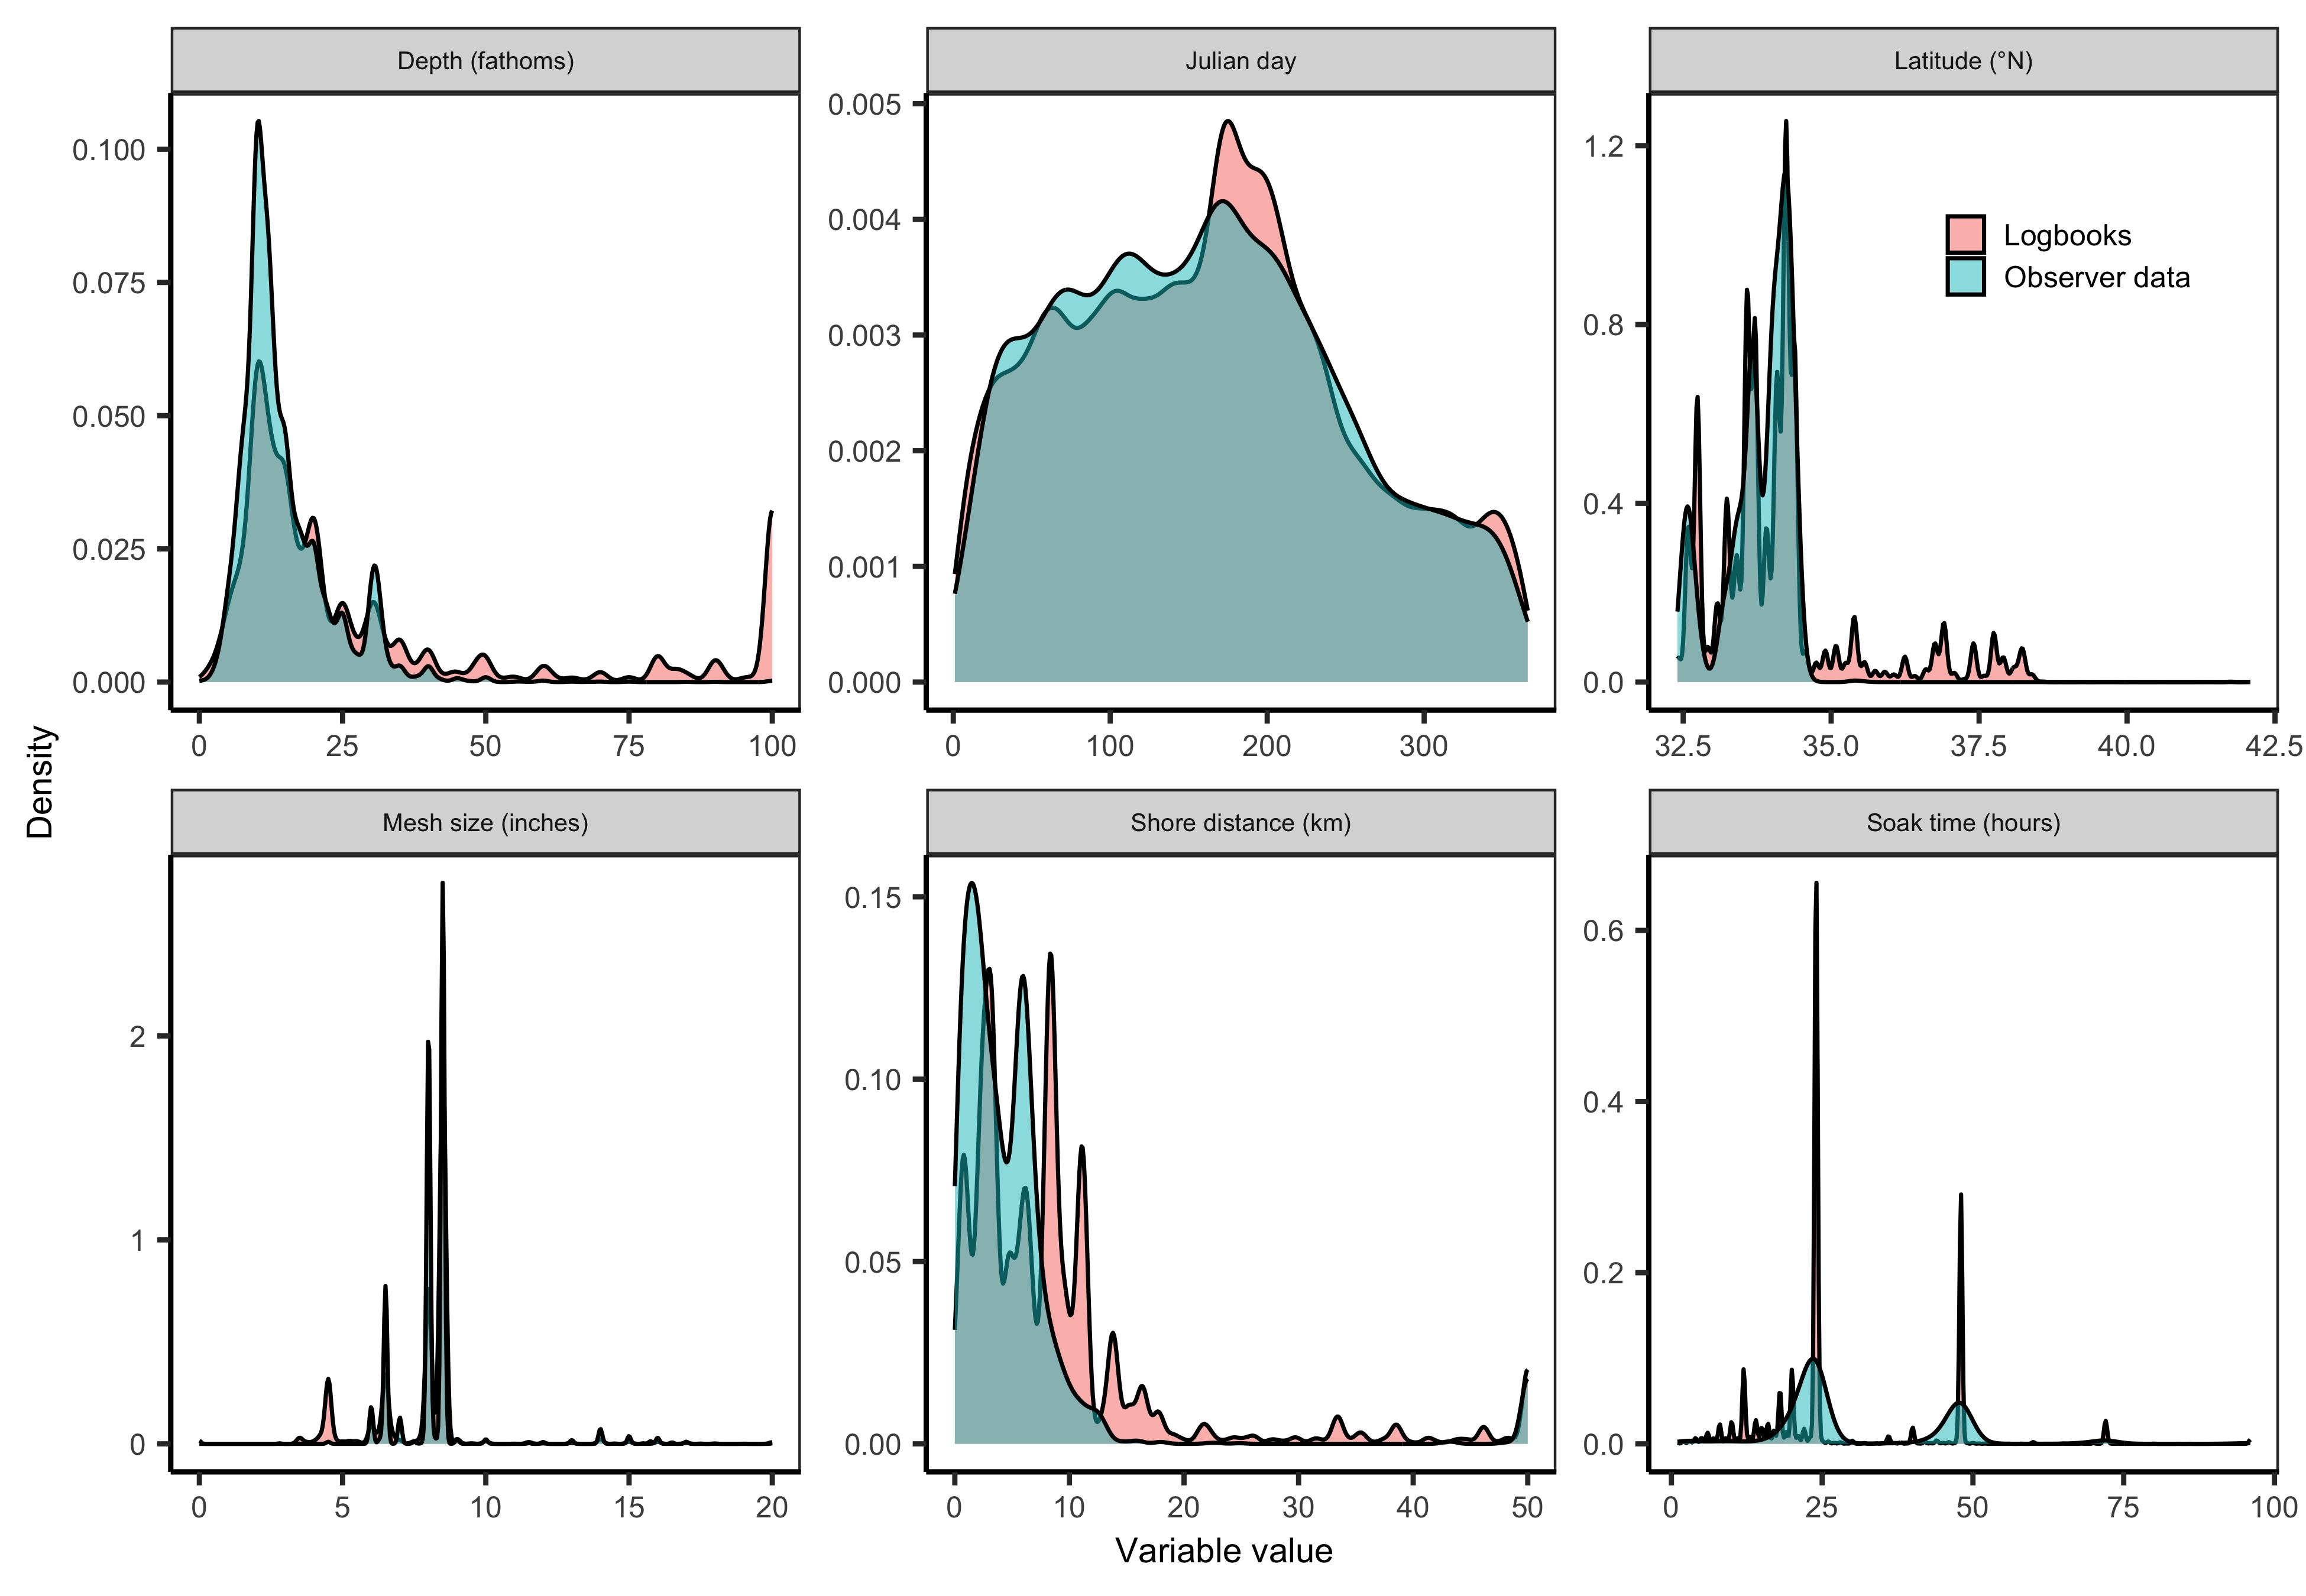 Depth (fathoms)
Julian day
Latitude (°N)
0.100
0.075
0.050
0.025
0.000
0 25 50 75 100
0.005
0.004
0.003
0.002
0.001
0.000
0 100 200 300
1.2
0.8
0.4
0.0
32.5 35.0 37.5 40.0 42.5
Logbooks
Observer data
Density
Mesh size (inches)
Shore distance (km)
Soak time (hours)
2
1
0
0 5 10 15 20
0.15
0.10
0.05
0.00
0 10 20 30 40 50
0.6
0.4
0.2
0.0
0 25 50 75 100
Variable value